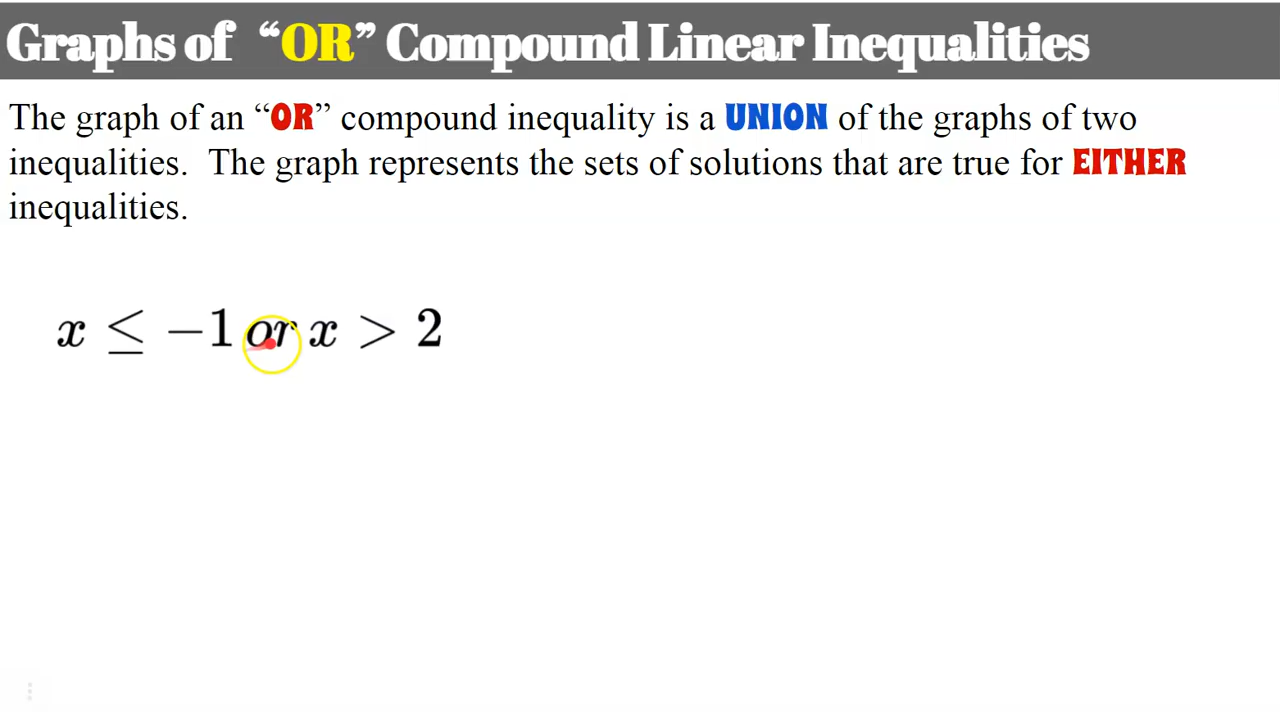 Graphs of “OR” Compound Linear Inequalities
The graph of an “OR” compound inequality is a UNION of the graphs of two
inequalities. The graph represents the sets of solutions that are true for EITHER
inequalities.
x ≤ −1 or x > 2